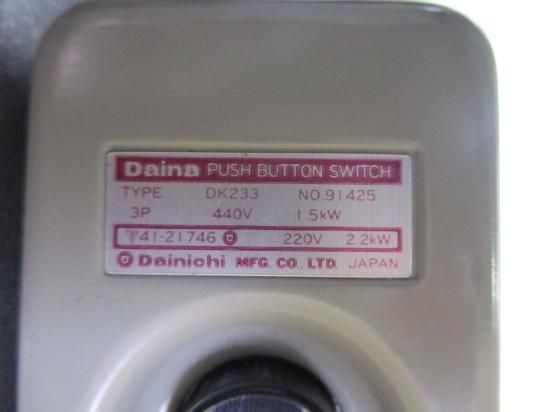 Daina PUSH BUTTON SWITCH
TYPE DK233 NO.91425
3P 440V 1.5kW
41-21746 220V 2.2kW
Dainichi MFG. CO., LTD. JAPAN